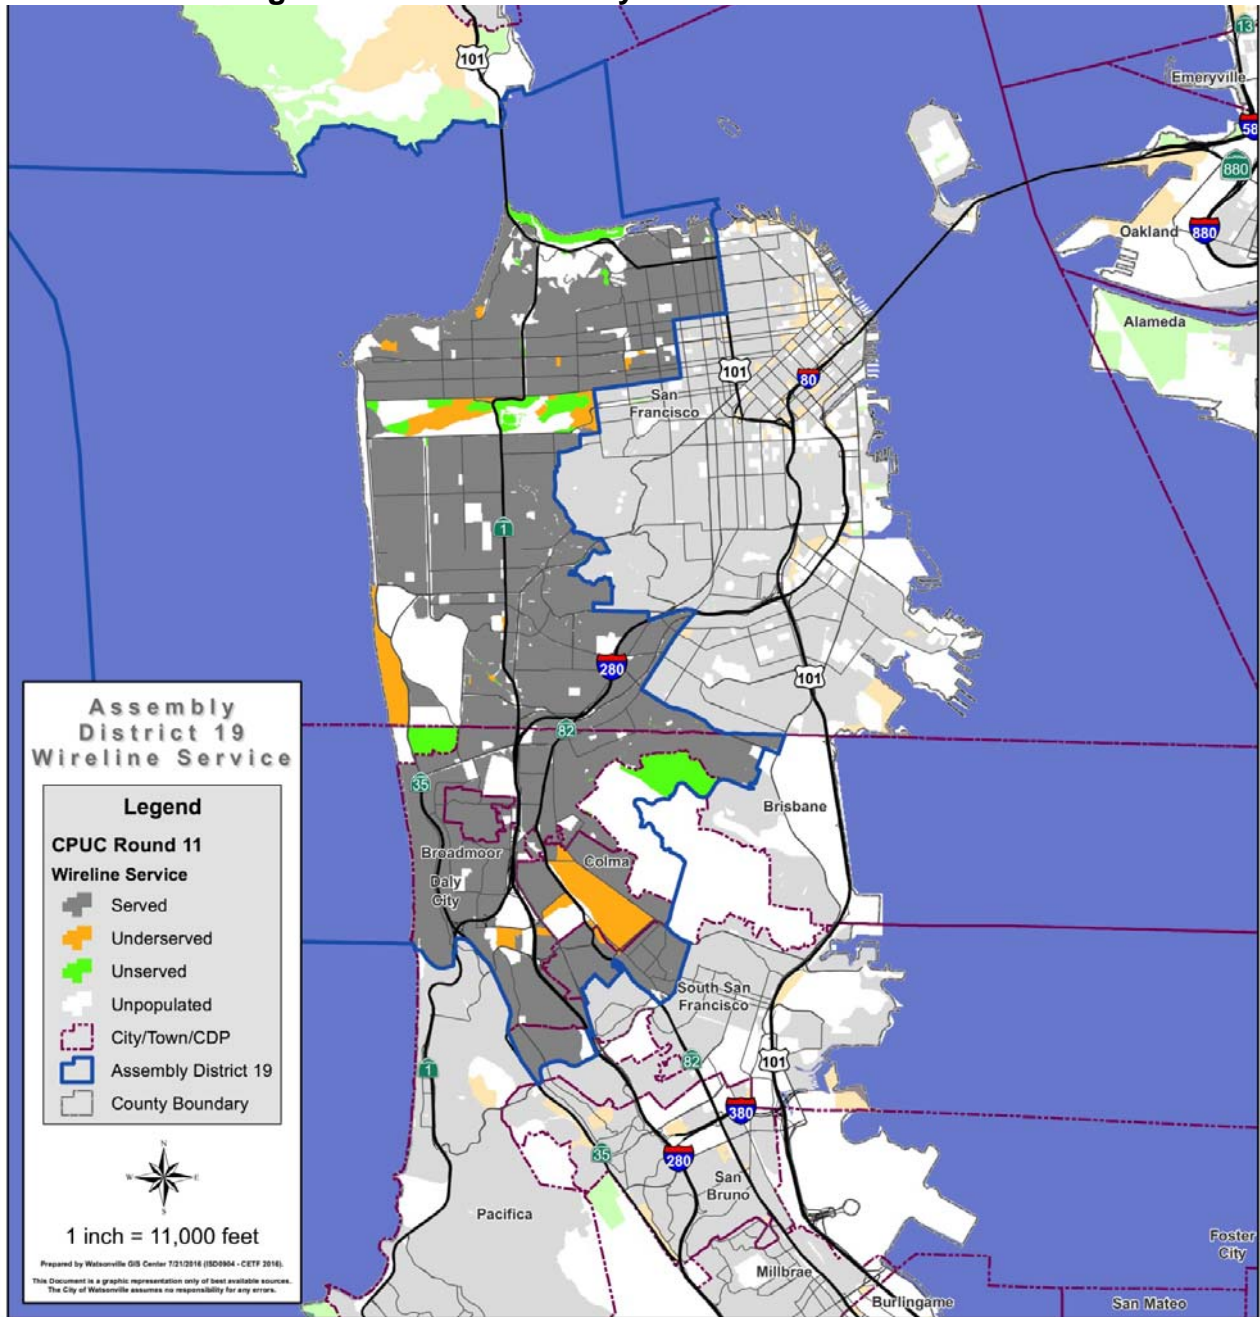 101
13
Emeryville
58
880
Oakland
880
Alameda
101
80
San
Francisco
1
280
101
82
35
Brisbane
Broadmoor
Colma
Daly
City
South San
Francisco
1
82
101
380
35
280
San
Bruno
Pacifica
Foster
City
Millbrae
Burlingame
San Mateo
Assembly
District 19
Wireline Service
Legend
CPUC Round 11
Wireline Service
Served
Underserved
Unserved
Unpopulated
City/Town/CDP
Assembly District 19
County Boundary
N
W
E
S
1 inch = 11,000 feet
Prepared by Watsonville GIS Center 7/21/2016 (ISD0904 - CETF 2016).
This Document is a graphic representation only of best available sources.
The City of Watsonville assumes no responsibility for any errors.